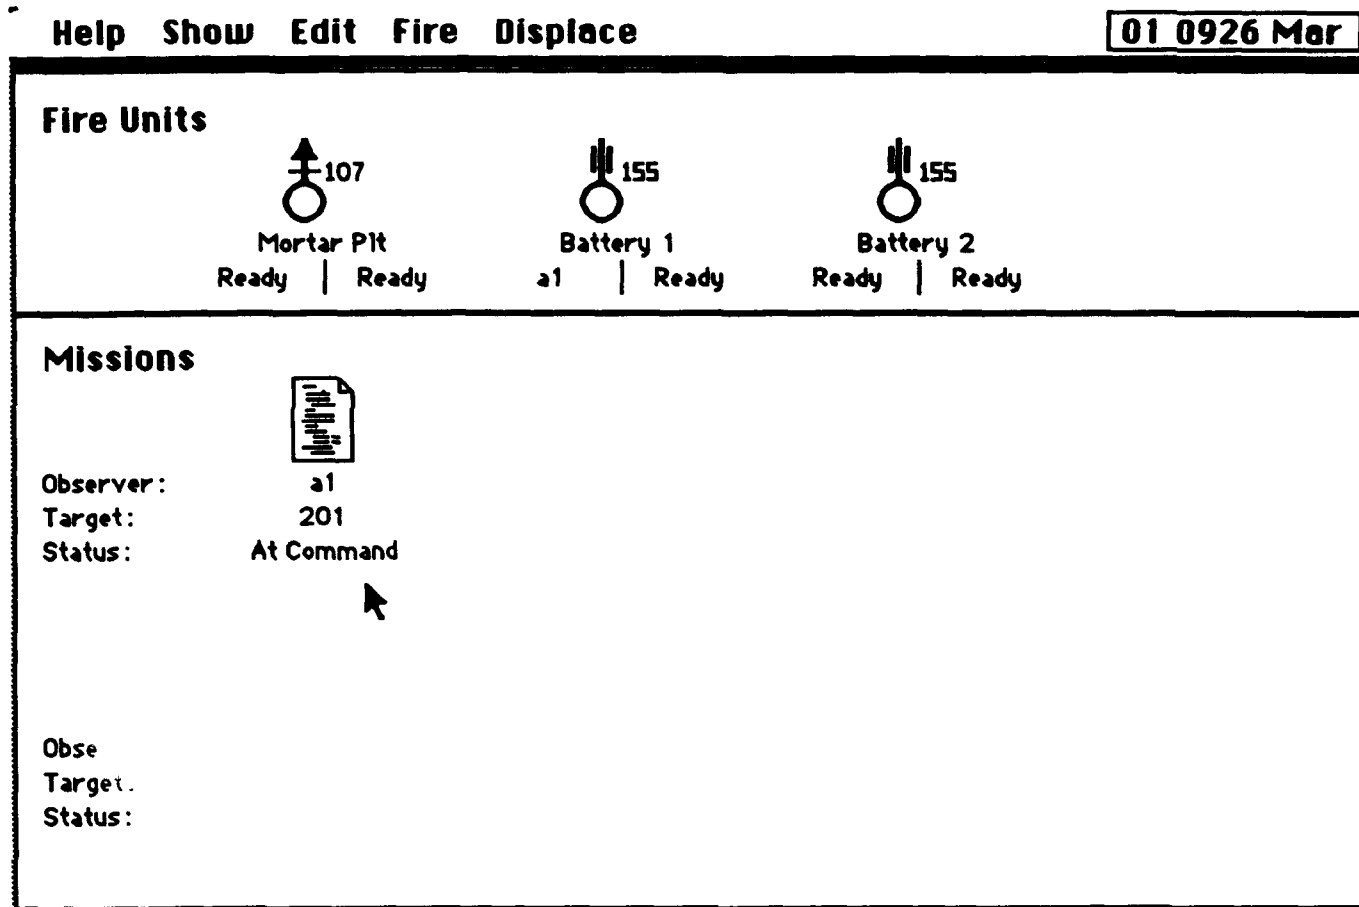 Help Show Edit Fire Displace 01 0926 Mar
Fire Units
107 155 155
Mortar Plt Battery 1 Battery 2
Ready | Ready a1 | Ready Ready | Ready
Missions
Observer: a1
Target: 201
Status: At Command
Obse
Target.
Status: